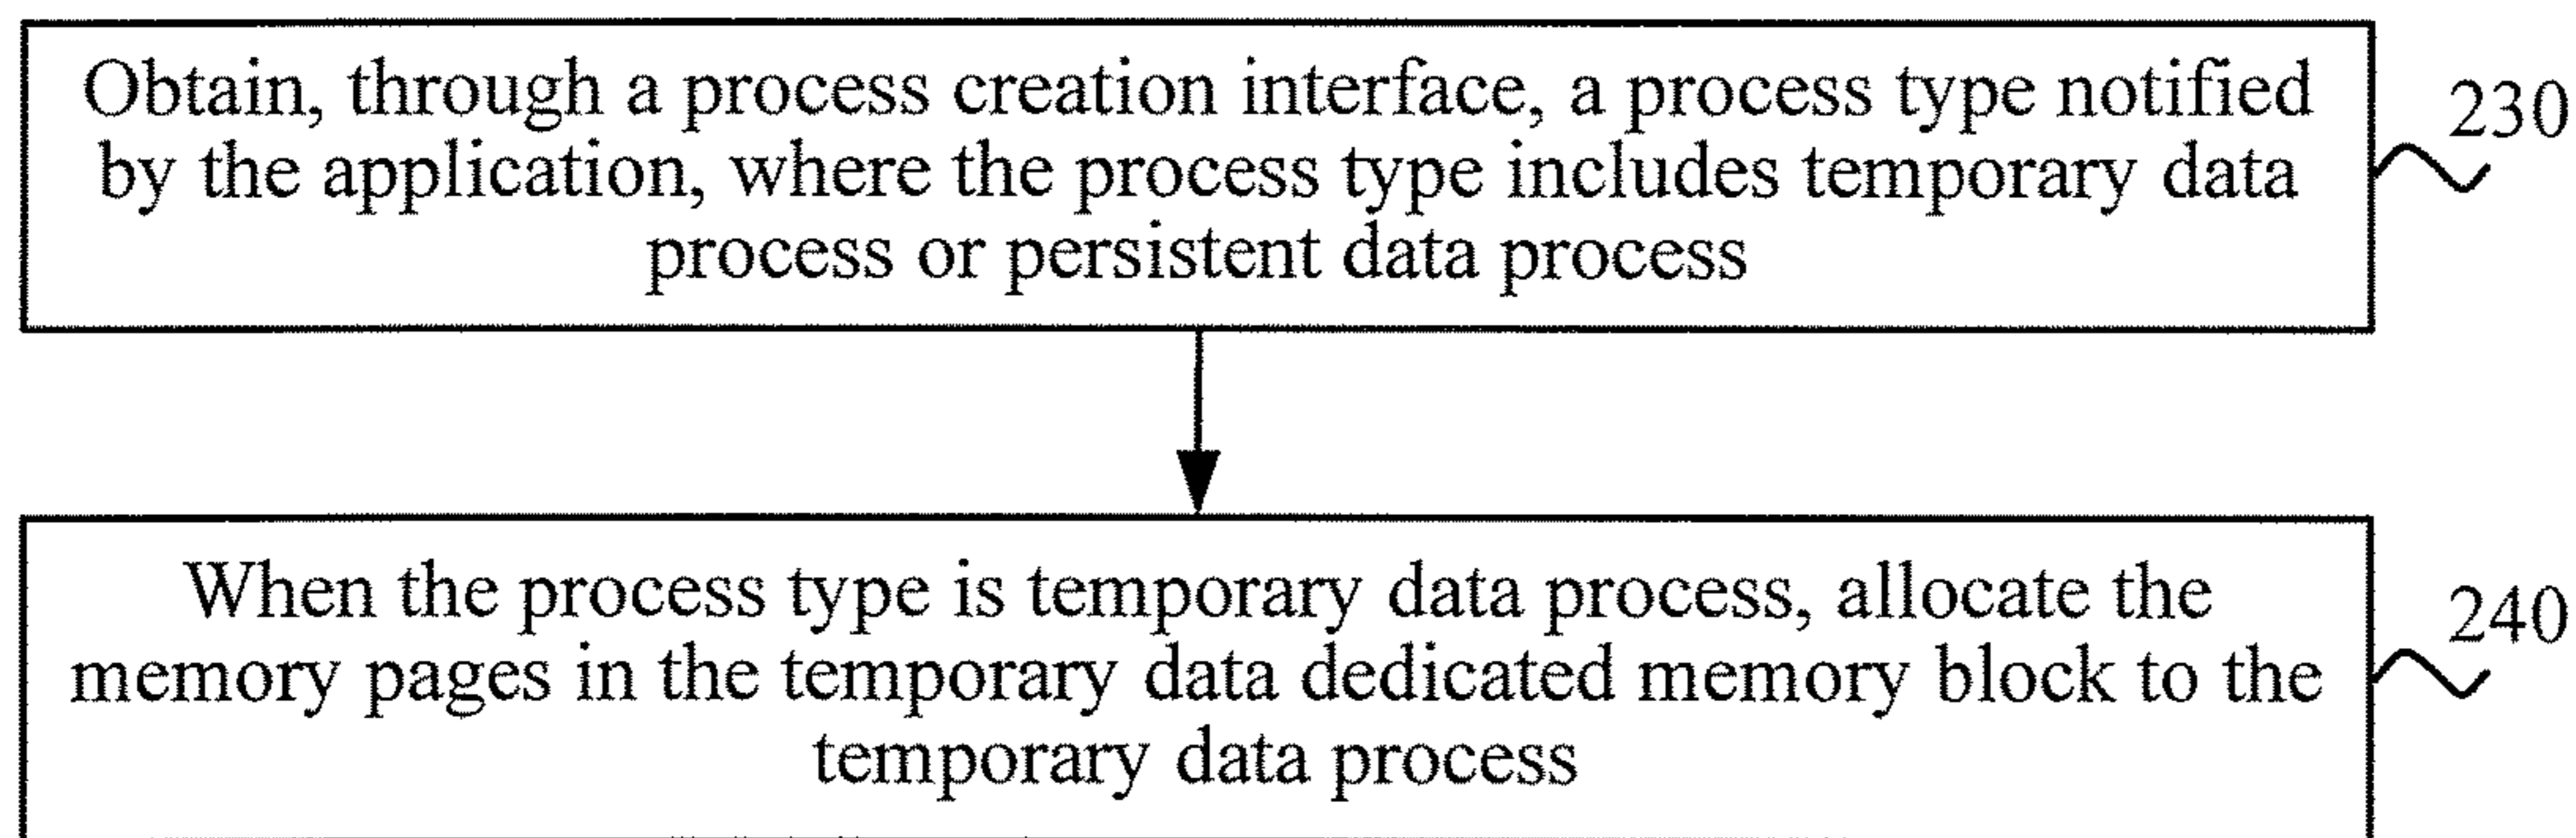 Obtain, through a process creation interface, a process type notified
by the application, where the process type includes temporary data
process or persistent data process
230
When the process type is temporary data process, allocate the
memory pages in the temporary data dedicated memory block to the
temporary data process
240